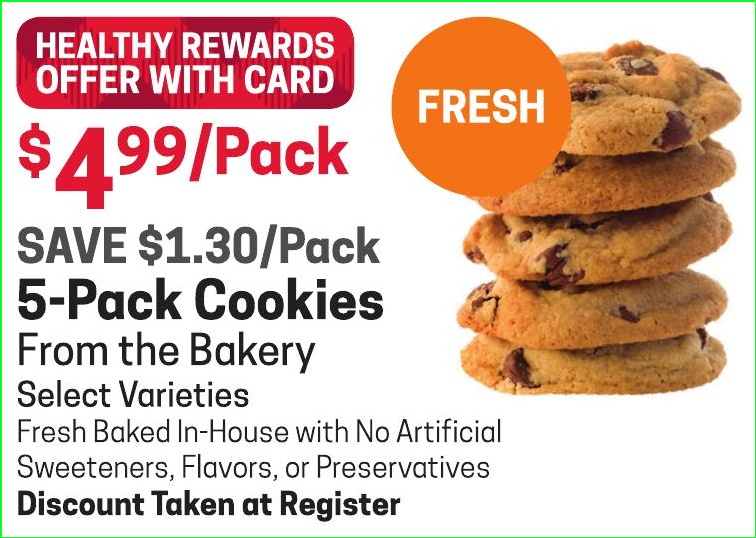 HEALTHY REWARDS
OFFER WITH CARD
FRESH
$4.99/Pack
SAVE $1.30/Pack
5-Pack Cookies
From the Bakery
Select Varieties
Fresh Baked In-House with No Artificial
Sweeteners, Flavors, or Preservatives
Discount Taken at Register